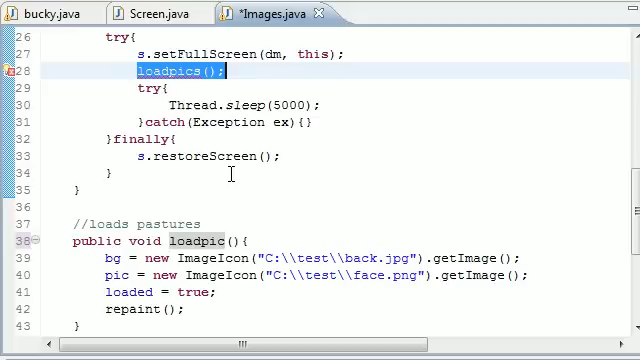 bucky.java Screen.java *Images.java
26 try{
27 s.setFullScreen(dm, this);
28 loadpics();
29 try{
30 Thread.sleep(5000);
31 }catch(Exception ex){}
32 }finally{
33 s.restoreScreen();
34 }
35 }
36
37 //loads pastures
38 public void loadpic(){
39 bg = new ImageIcon("C:\\test\\back.jpg").getImage();
40 pic = new ImageIcon("C:\\test\\face.png").getImage();
41 loaded = true;
42 repaint();
43 }